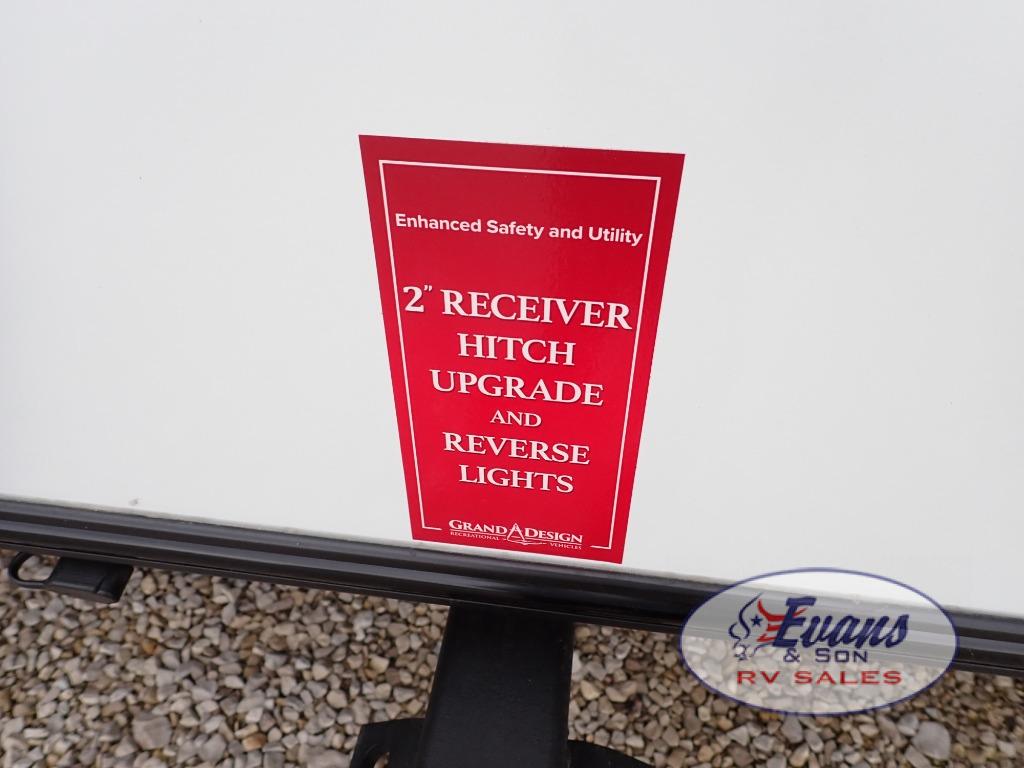 Enhanced Safety and Utility
2" RECEIVER
HITCH
UPGRADE
AND
REVERSE
LIGHTS
GRAND DESIGN
RECREATIONAL VEHICLES
Evans
& SON
RV SALES